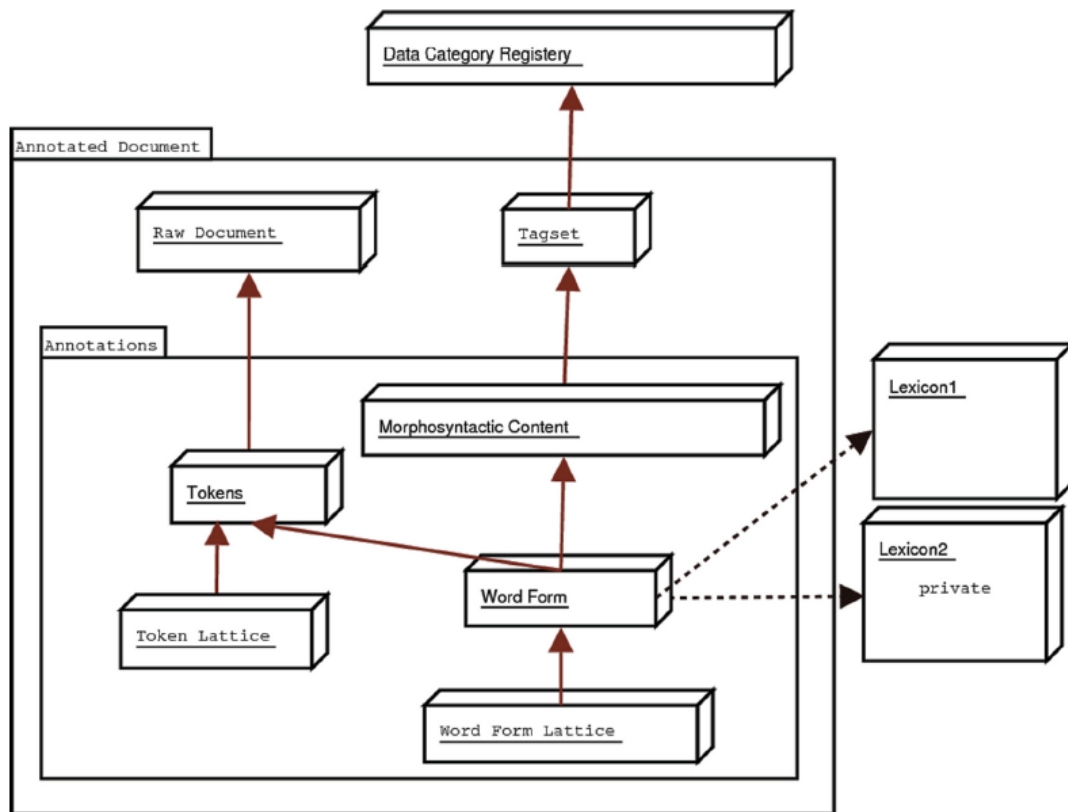 Data Category Registery
Annotated Document
Raw Document
Tagset
Annotations
Lexicon1
Morphosyntactic Content
Tokens
Lexicon2
private
Word Form
Token Lattice
Word Form Lattice